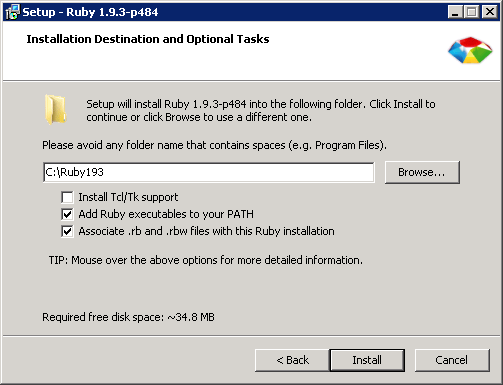 Setup - Ruby 1.9.3-p484
Installation Destination and Optional Tasks
Setup will install Ruby 1.9.3-p484 into the following folder. Click Install to
continue or click Browse to use a different one.
Please avoid any folder name that contains spaces (e.g. Program Files).
C:\Ruby193
Browse...
Install Tcl/Tk support
Add Ruby executables to your PATH
Associate .rb and .rbw files with this Ruby installation
TIP: Mouse over the above options for more detailed information.
Required free disk space: ~34.8 MB
< Back
Install
Cancel